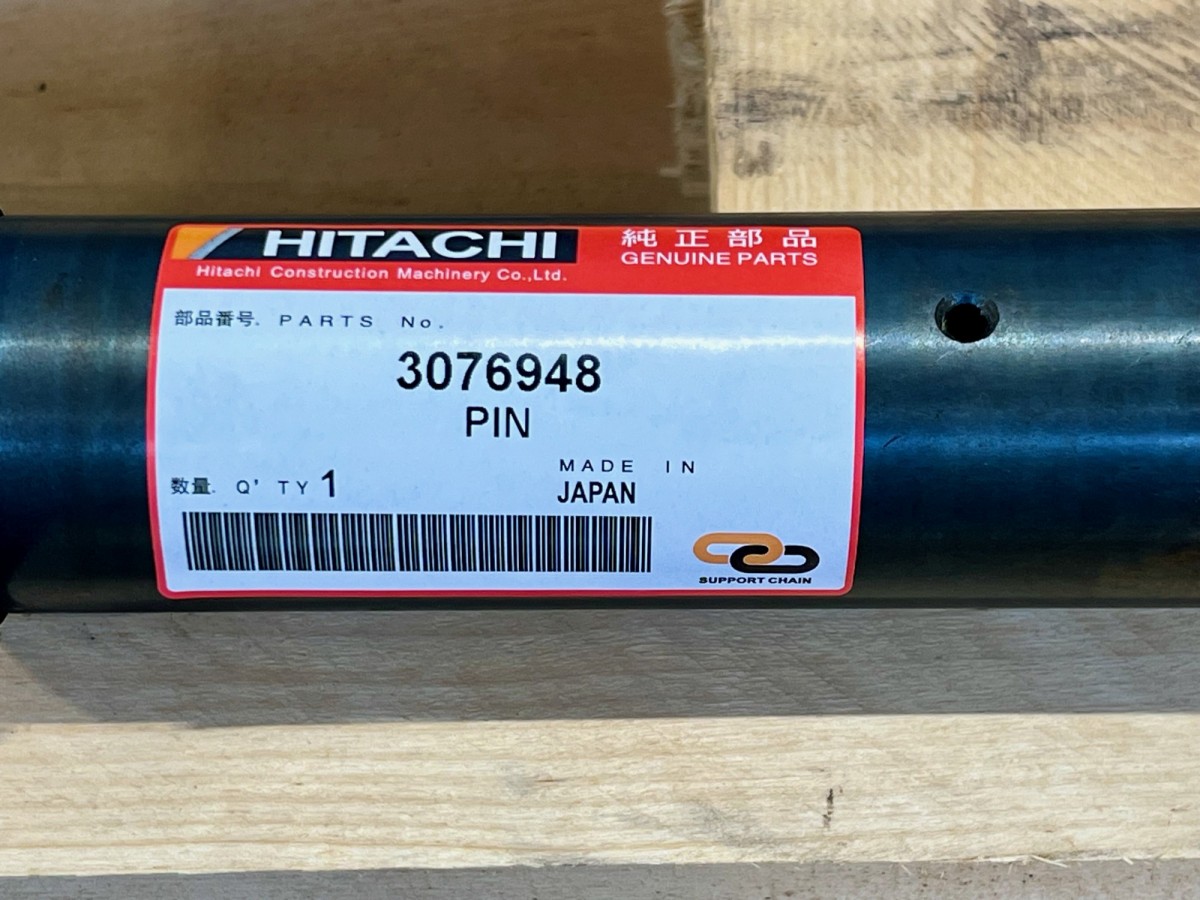 HITACHI
Hitachi Construction Machinery Co.,Ltd.
純正部品
GENUINE PARTS
部品番号. PARTS No.
3076948
PIN
MADE IN
JAPAN
数量. Q'TY 1
SUPPORT CHAIN